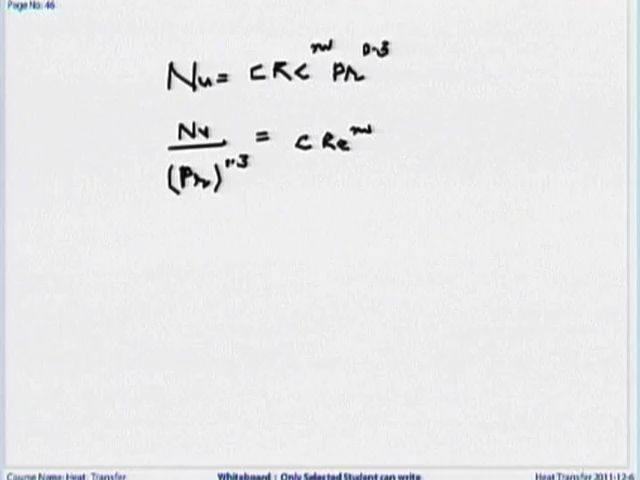 Page No: 46
Nu = C Re^m Pr^0.3
Nu / (Pr)^0.3 = C Re^m
Course Name: Heat Transfer Whiteboard : Only Selected Student can write Heat Transfer 2011:12-6